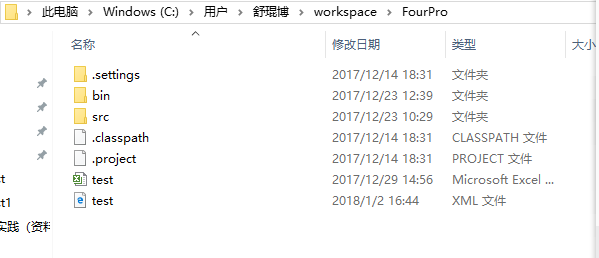 此电脑 > Windows (C:) > 用户 > 舒琨博 > workspace > FourPro
名称 修改日期 类型 大小
.settings 2017/12/14 18:31 文件夹
bin 2017/12/23 12:39 文件夹
src 2017/12/23 10:29 文件夹
.classpath 2017/12/14 18:31 CLASSPATH 文件
.project 2017/12/14 18:31 PROJECT 文件
test 2017/12/29 14:56 Microsoft Excel ...
ct test 2018/1/2 16:44 XML 文件
ct1
实践（资料